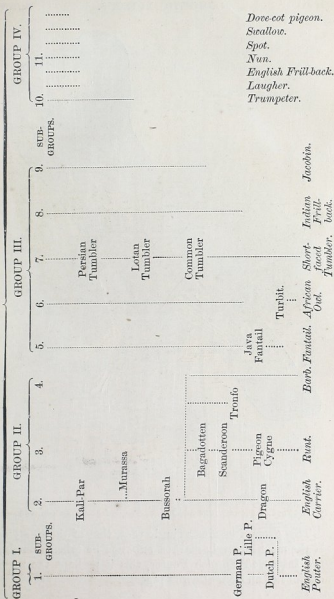 GROUP I.
GROUP II.
GROUP III.
GROUP IV.
SUB-
GROUPS.
1.
SUB-
GROUPS.
2.
3.
4.
5.
6.
7.
8.
9.
SUB-
GROUPS.
10.
11.
Kali-Par
Murassa
Bussorah
Bagadotten
Scanderoon
Tronfo
Pigeon
Cygne
Dragon
German P.
Lille P.
Dutch P.
Persian
Tumbler
Lotan
Tumbler
Common
Tumbler
Java
Fantail
Turbit.
English
Pouter.
English
Carrier.
Runt.
Barb.
Fantail.
African
Owl.
Short-
faced
Tumbler.
Indian
Frill-
back.
Jacobin.
Dove-cot pigeon.
Swallow.
Spot.
Nun.
English Frill-back.
Laugher.
Trumpeter.